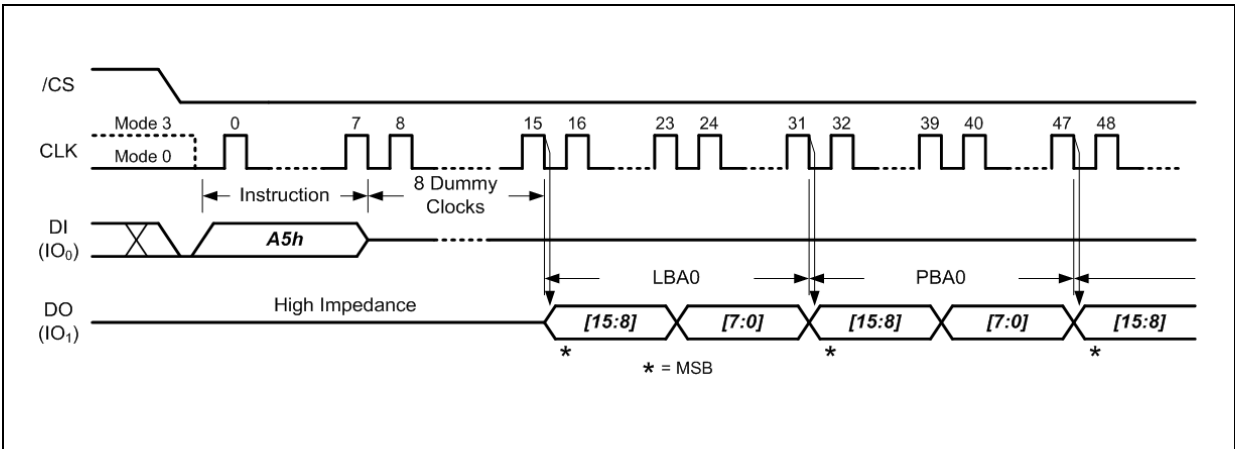 /CS
CLK
Mode 3
Mode 0
0 7 8 15 16 23 24 31 32 39 40 47 48
Instruction
8 Dummy
Clocks
DI
(IO₀)
A5h
LBA0
PBA0
DO
(IO₁)
High Impedance
[15:8] [7:0] [15:8] [7:0] [15:8]
* * *
* = MSB